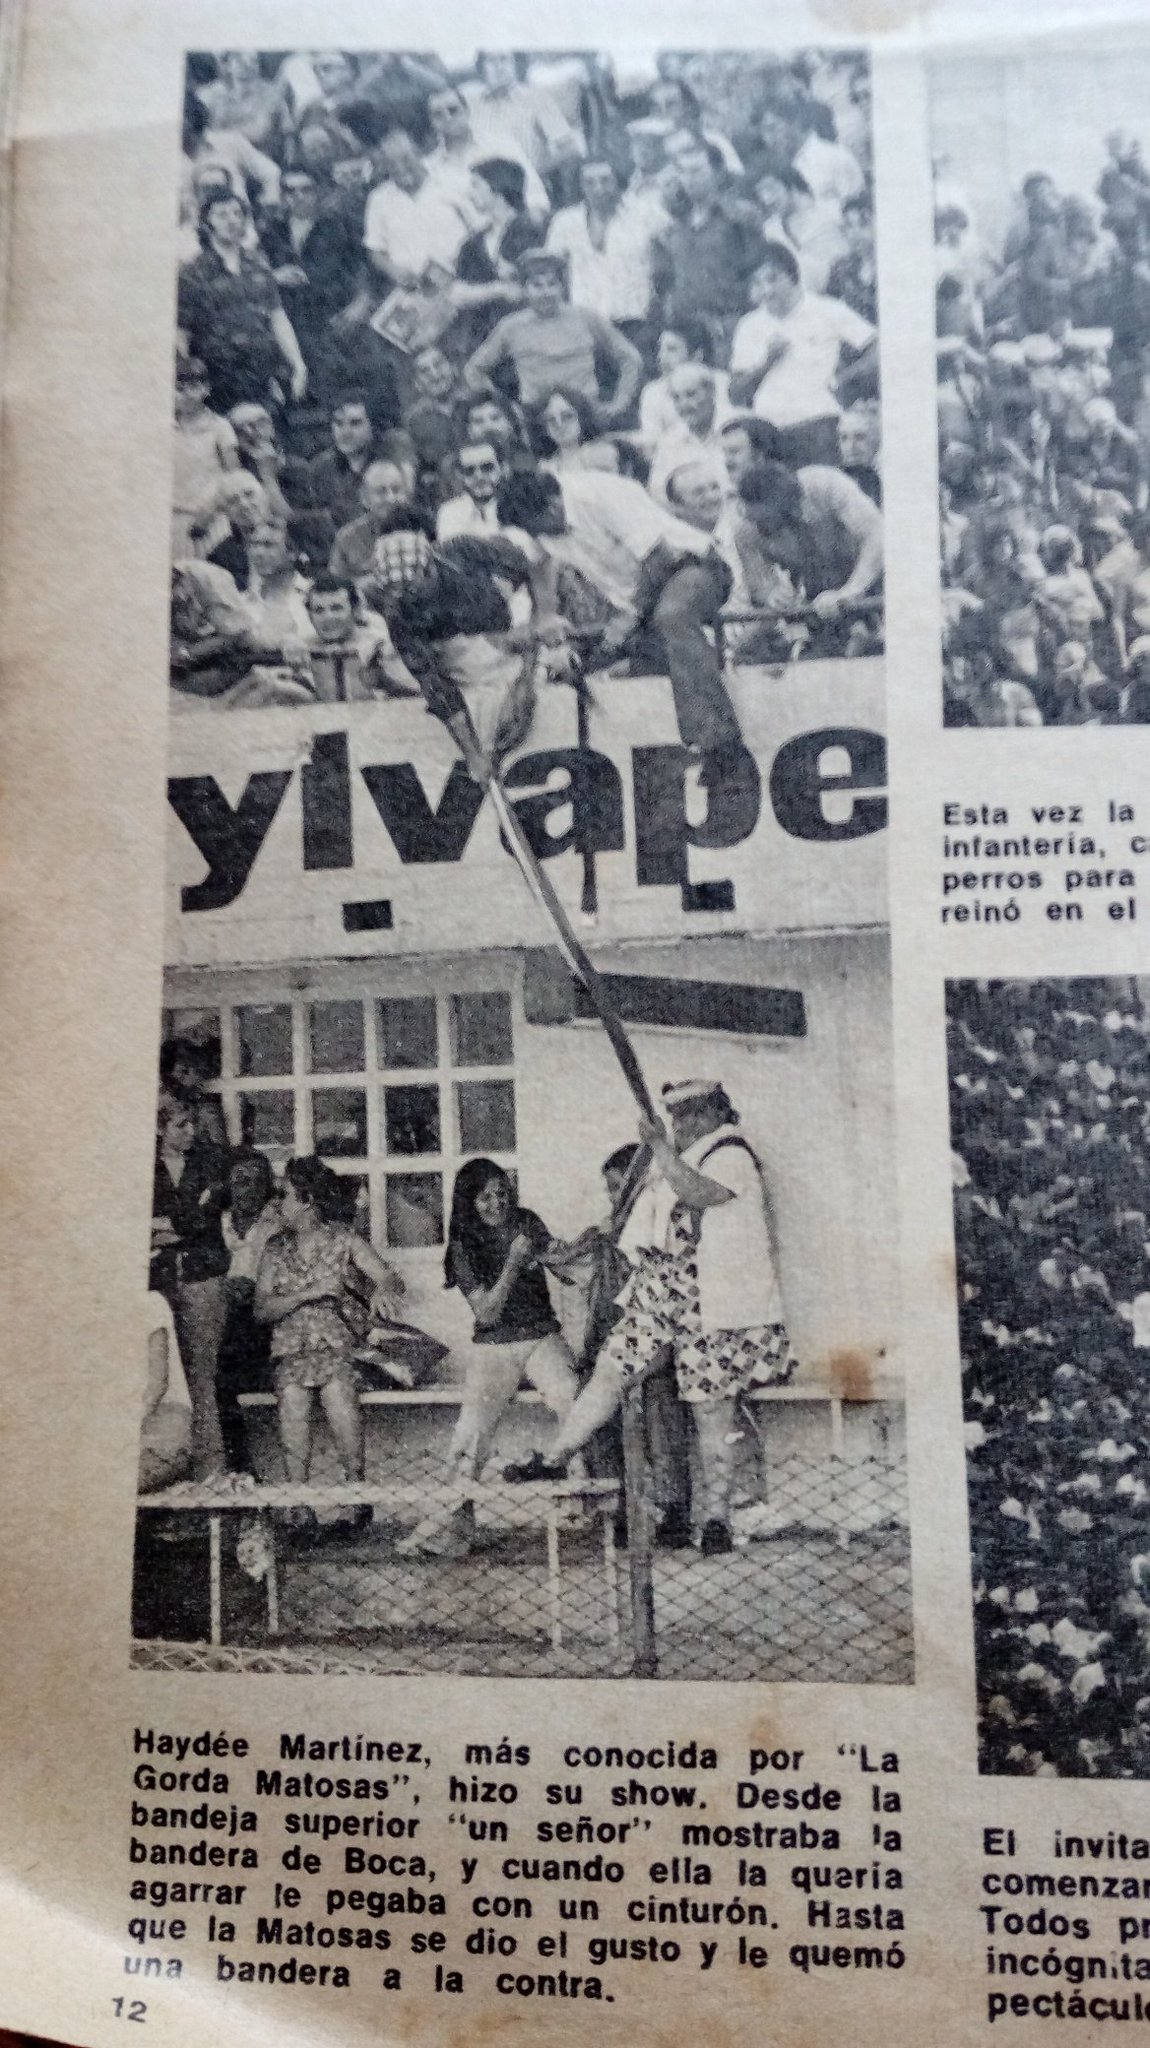 ylvape
Haydée Martínez, más conocida por "La
Gorda Matosas", hizo su show. Desde la
bandeja superior "un señor" mostraba la
bandera de Boca, y cuando ella la quería
agarrar le pegaba con un cinturón. Hasta
que la Matosas se dio el gusto y le quemó
una bandera a la contra.
12
Esta vez la
infantería, c
perros para
reinó en el
El invita
comenzar
Todos pr
incógnita
pectácul